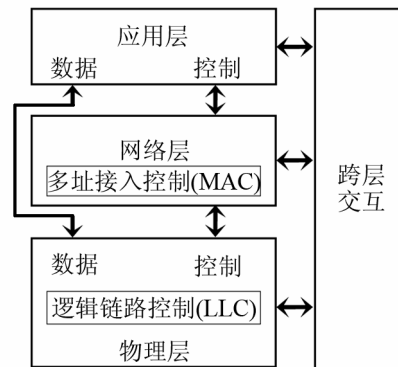 应用层
数据 控制
网络层
多址接入控制(MAC)
数据 控制
逻辑链路控制(LLC)
物理层
跨层
交互